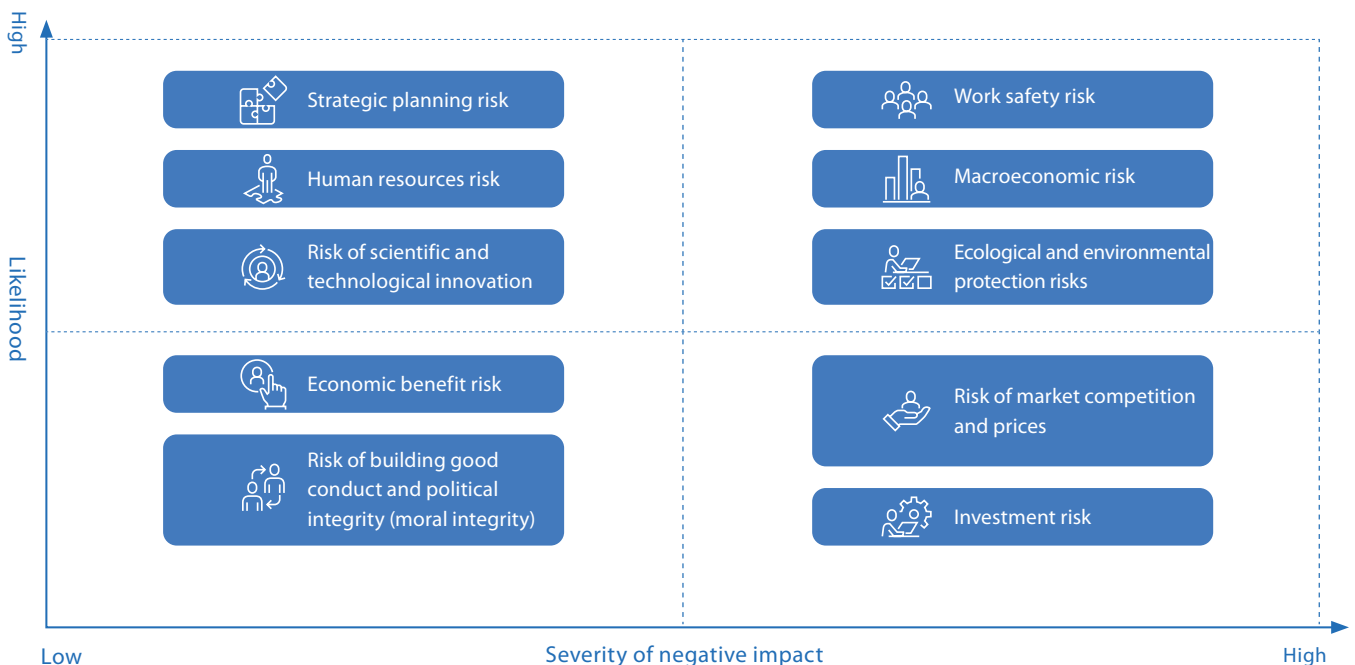 High
Strategic planning risk
Work safety risk
Human resources risk
Macroeconomic risk
Risk of scientific and
technological innovation
Ecological and environmental
protection risks
Likelihood
Economic benefit risk
Risk of market competition
and prices
Risk of building good
conduct and political
integrity (moral integrity)
Investment risk
Low
Severity of negative impact
High